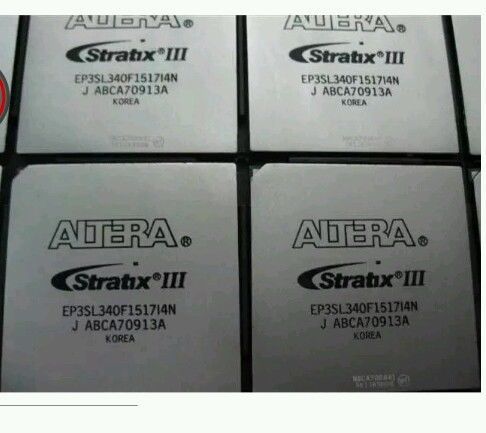 ALTERA
Stratix® III
EP3SL340F1517I4N
J ABCA70913A
KOREA
ALTERA
Stratix® III
EP3SL340F1517I4N
J ABCA70913A
KOREA
ALTERA®
Stratix® III
EP3SL340F1517I4N
J ABCA70913A
KOREA
ALTERA®
Stratix® III
EP3SL340F1517I4N
J ABCA70913A
KOREA